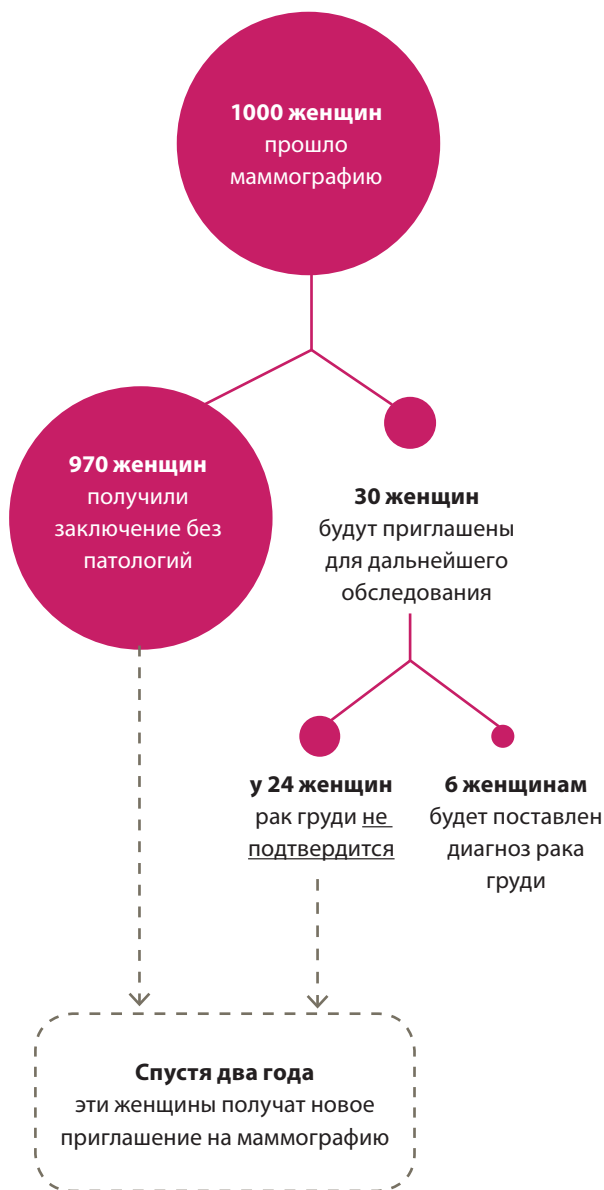 1000 женщин
прошло
маммографию
970 женщин
получили
заключение без
патологий
30 женщин
будут приглашены
для дальнейшего
обследования
у 24 женщин
рак груди не
подтвердится
6 женщинам
будет поставлен
диагноз рака
груди
Спустя два года
эти женщины получат новое
приглашение на маммографию